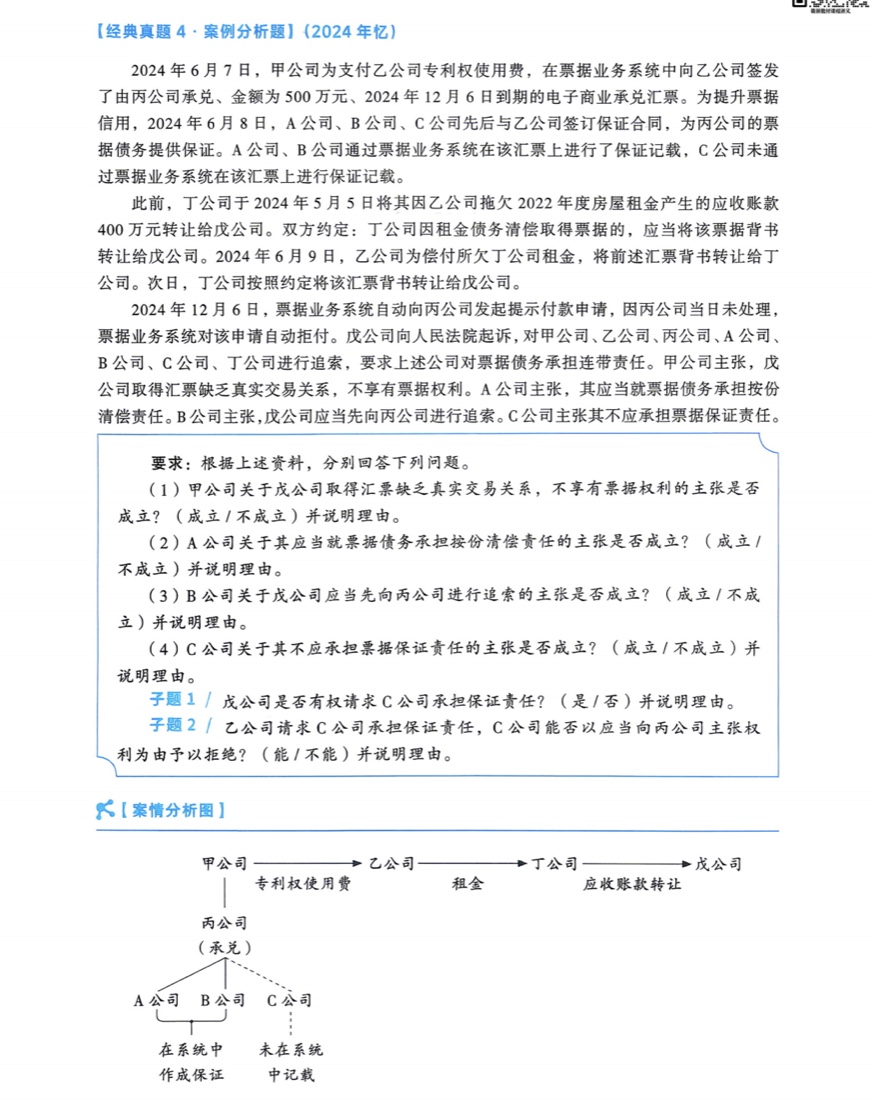 【经典真题 4 · 案例分析题】(2024 年忆)
2024 年 6 月 7 日，甲公司为支付乙公司专利权使用费，在票据业务系统中向乙公司签发
了由丙公司承兑、金额为 500 万元、2024 年 12 月 6 日到期的电子商业承兑汇票。为提升票据
信用，2024 年 6 月 8 日，A 公司、B 公司、C 公司先后与乙公司签订保证合同，为丙公司的票
据债务提供保证。A 公司、B 公司通过票据业务系统在该汇票上进行了保证记载，C 公司未通
过票据业务系统在该汇票上进行保证记载。
此前，丁公司于 2024 年 5 月 5 日将其因乙公司拖欠 2022 年度房屋租金产生的应收账款
400 万元转让给戊公司。双方约定：丁公司因租金债务清偿取得票据的，应当将该票据背书
转让给戊公司。2024 年 6 月 9 日，乙公司为偿付所欠丁公司租金，将前述汇票背书转让给丁
公司。次日，丁公司按照约定将该汇票背书转让给戊公司。
2024 年 12 月 6 日，票据业务系统自动向丙公司发起提示付款申请，因丙公司当日未处理，
票据业务系统对该申请自动拒付。戊公司向人民法院起诉，对甲公司、乙公司、丙公司、A 公司、
B 公司、C 公司、丁公司进行追索，要求上述公司对票据债务承担连带责任。甲公司主张，戊
公司取得汇票缺乏真实交易关系，不享有票据权利。A 公司主张，其应当就票据债务承担按份
清偿责任。B 公司主张，戊公司应当先向丙公司进行追索。C 公司主张其不应承担票据保证责任。
要求：根据上述资料，分别回答下列问题。
（1）甲公司关于戊公司取得汇票缺乏真实交易关系，不享有票据权利的主张是否
成立？（成立 / 不成立）并说明理由。
（2）A 公司关于其应当就票据债务承担按份清偿责任的主张是否成立？（成立 /
不成立）并说明理由。
（3）B 公司关于戊公司应当先向丙公司进行追索的主张是否成立？（成立 / 不成
立）并说明理由。
（4）C 公司关于其不应承担票据保证责任的主张是否成立？（成立 / 不成立）并
说明理由。
子题 1 / 戊公司是否有权请求 C 公司承担保证责任？（是 / 否）并说明理由。
子题 2 / 乙公司请求 C 公司承担保证责任，C 公司能否以应当向丙公司主张权
利为由予以拒绝？（能 / 不能）并说明理由。
【案情分析图】
甲公司 乙公司 丁公司 戊公司
专利权使用费 租金 应收账款转让
丙公司
（承兑）
A 公司 B 公司 C 公司
在系统中 未在系统
作成保证 中记载